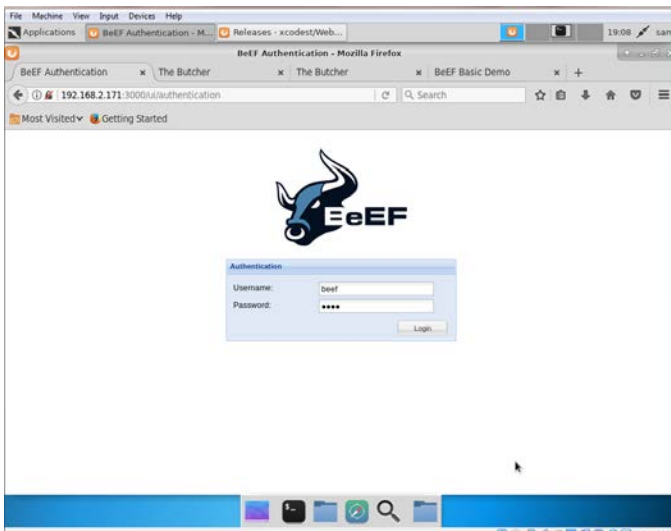 File Machine View Input Devices Help
Applications BeEF Authentication - M... Releases - xcodest/Web... 19:08 san
BeEF Authentication - Mozilla Firefox
BeEF Authentication The Butcher The Butcher BeEF Basic Demo
192.168.2.171:3000/ui/authentication Search
Most Visited Getting Started
BeEF
Authentication
Username: beef
Password: ••••
Login